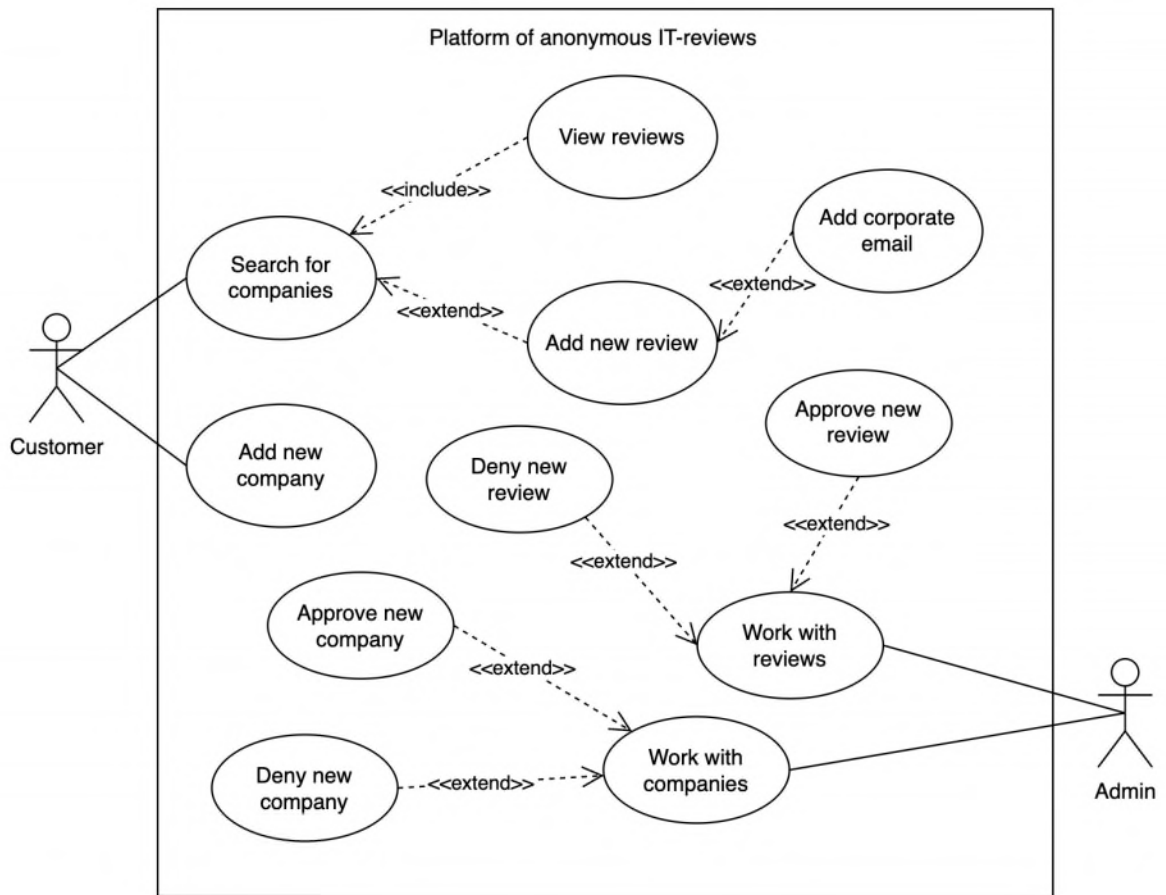 Platform of anonymous IT-reviews
View reviews
<<include>>
Add corporate
email
Search for
companies
<<extend>>
<<extend>>
Add new review
Customer
Add new
company
Approve new
review
Deny new
review
<<extend>>
<<extend>>
Approve new
company
Work with
reviews
<<extend>>
Deny new
company
<<extend>>
Work with
companies
Admin